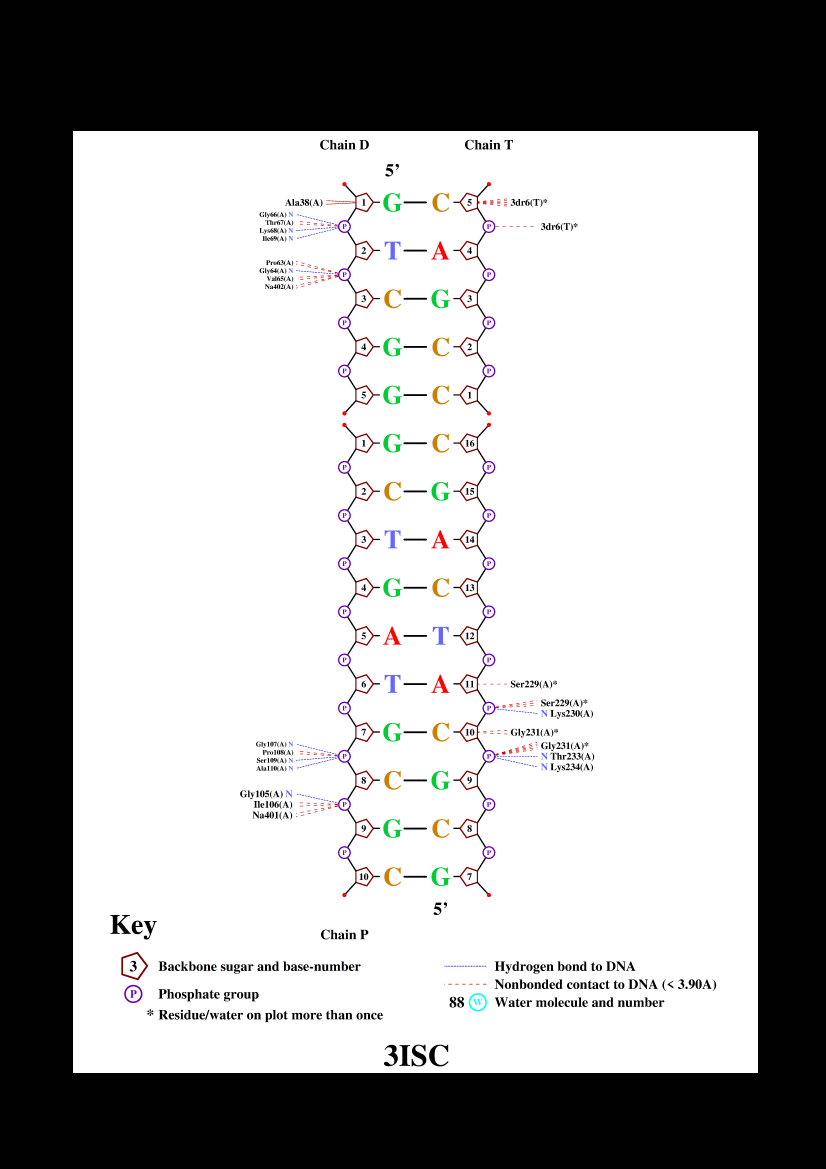 Chain D Chain T
5’
Ala38(A) 1 G C 5 3dr6(T)*
Gly66(A) N
Thr67(A) P P 3dr6(T)*
Lys68(A) N
Ile69(A) N
2 T A 4
Pro63(A)
Gly64(A) N P P
Val65(A)
Na402(A)
3 C G 3
P P
4 G C 2
P P
5 G C 1
1 G C 16
P P
2 C G 15
P P
3 T A 14
P P
4 G C 13
P P
5 A T 12
P P
6 T A 11 Ser229(A)*
P P Ser229(A)*
N Lys230(A)
7 G C 10 Gly231(A)*
Gly107(A) N Gly231(A)*
Pro108(A) P P N Thr233(A)
Ser109(A) N N Lys234(A)
Ala110(A) N
8 C G 9
Gly105(A) N
Ile106(A) P P
Na401(A)
9 G C 8
P P
10 C G 7
5’
Key
Chain P
3 Backbone sugar and base-number Hydrogen bond to DNA
Nonbonded contact to DNA (< 3.90A)
P Phosphate group 88 W Water molecule and number
* Residue/water on plot more than once
3ISC